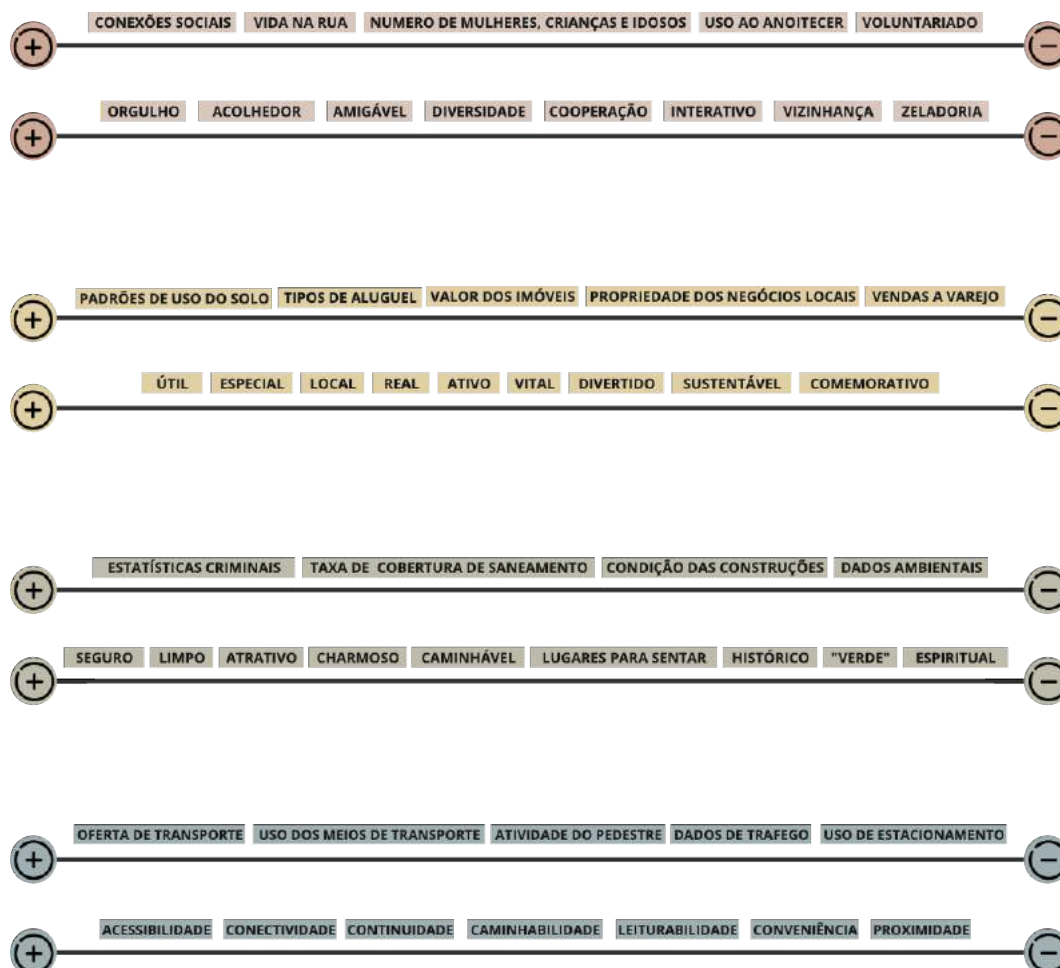 CONEXÕES SOCIAIS VIDA NA RUA NUMERO DE MULHERES, CRIANÇAS E IDOSOS USO AO ANOITECER VOLUNTARIADO
ORGULHO ACOLHEDOR AMIGÁVEL DIVERSIDADE COOPERAÇÃO INTERATIVO VIZINHANÇA ZELADORIA
PADRÕES DE USO DO SOLO TIPOS DE ALUGUEL VALOR DOS IMÓVEIS PROPRIEDADE DOS NEGÓCIOS LOCAIS VENDAS A VAREJO
ÚTIL ESPECIAL LOCAL REAL ATIVO VITAL DIVERTIDO SUSTENTÁVEL COMEMORATIVO
ESTATÍSTICAS CRIMINAIS TAXA DE COBERTURA DE SANEAMENTO CONDIÇÃO DAS CONSTRUÇÕES DADOS AMBIENTAIS
SEGURO LIMPO ATRATIVO CHARMOSO CAMINHÁVEL LUGARES PARA SENTAR HISTÓRICO "VERDE" ESPIRITUAL
OFERTA DE TRANSPORTE USO DOS MEIOS DE TRANSPORTE ATIVIDADE DO PEDESTRE DADOS DE TRAFEGO USO DE ESTACIONAMENTO
ACESSIBILIDADE CONECTIVIDADE CONTINUIDADE CAMINHABILIDADE LEITURABILIDADE CONVENIÊNCIA PROXIMIDADE